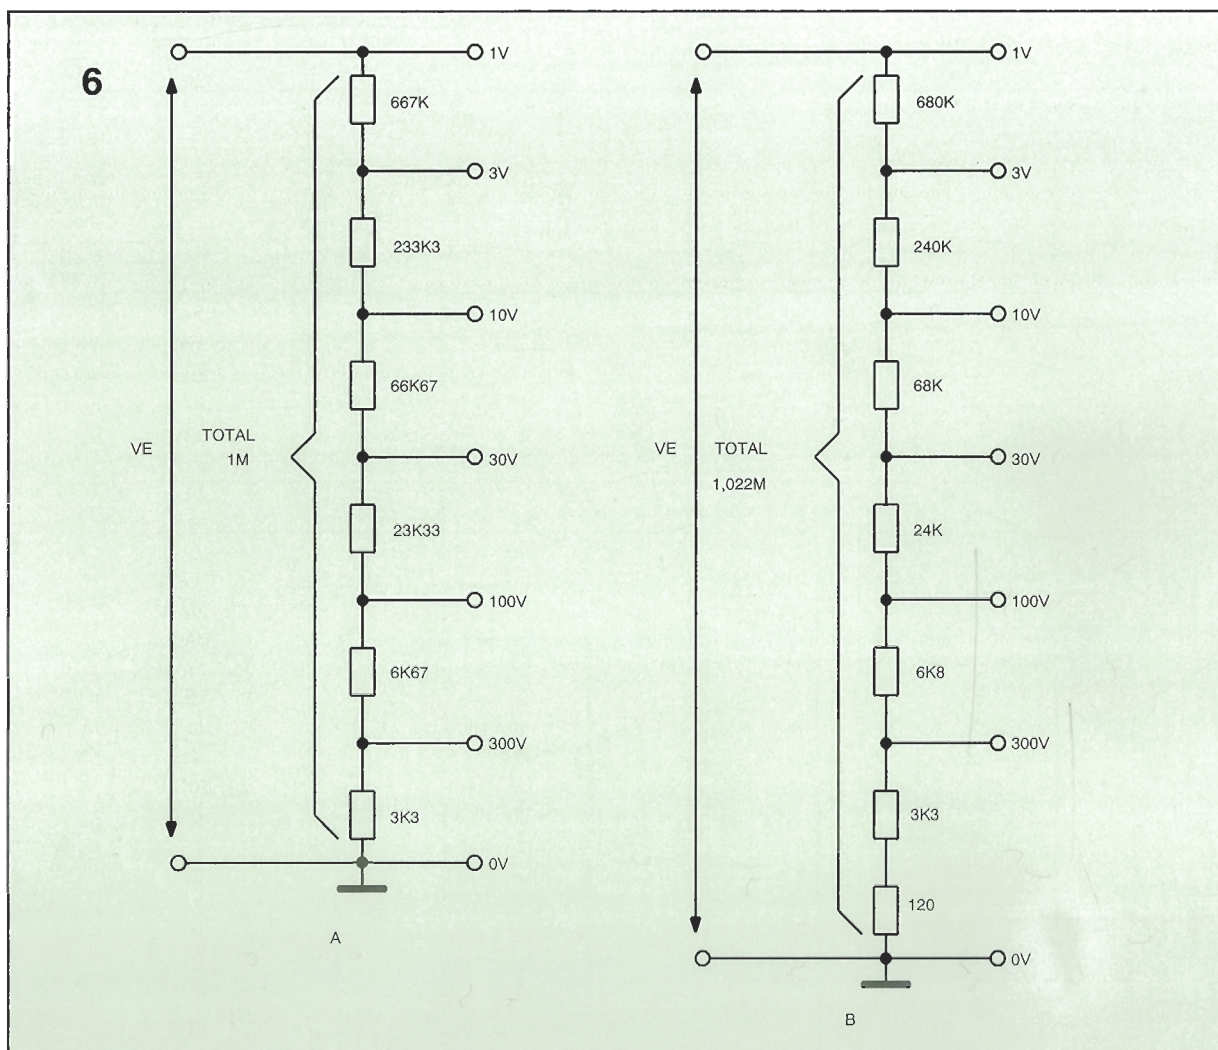 6
1V
667K
3V
233K3
10V
66K67
VE
TOTAL
1M
30V
23K33
100V
6K67
300V
3K3
0V
A
1V
680K
3V
240K
10V
68K
VE
TOTAL
1,022M
30V
24K
100V
6K8
300V
3K3
120
0V
B